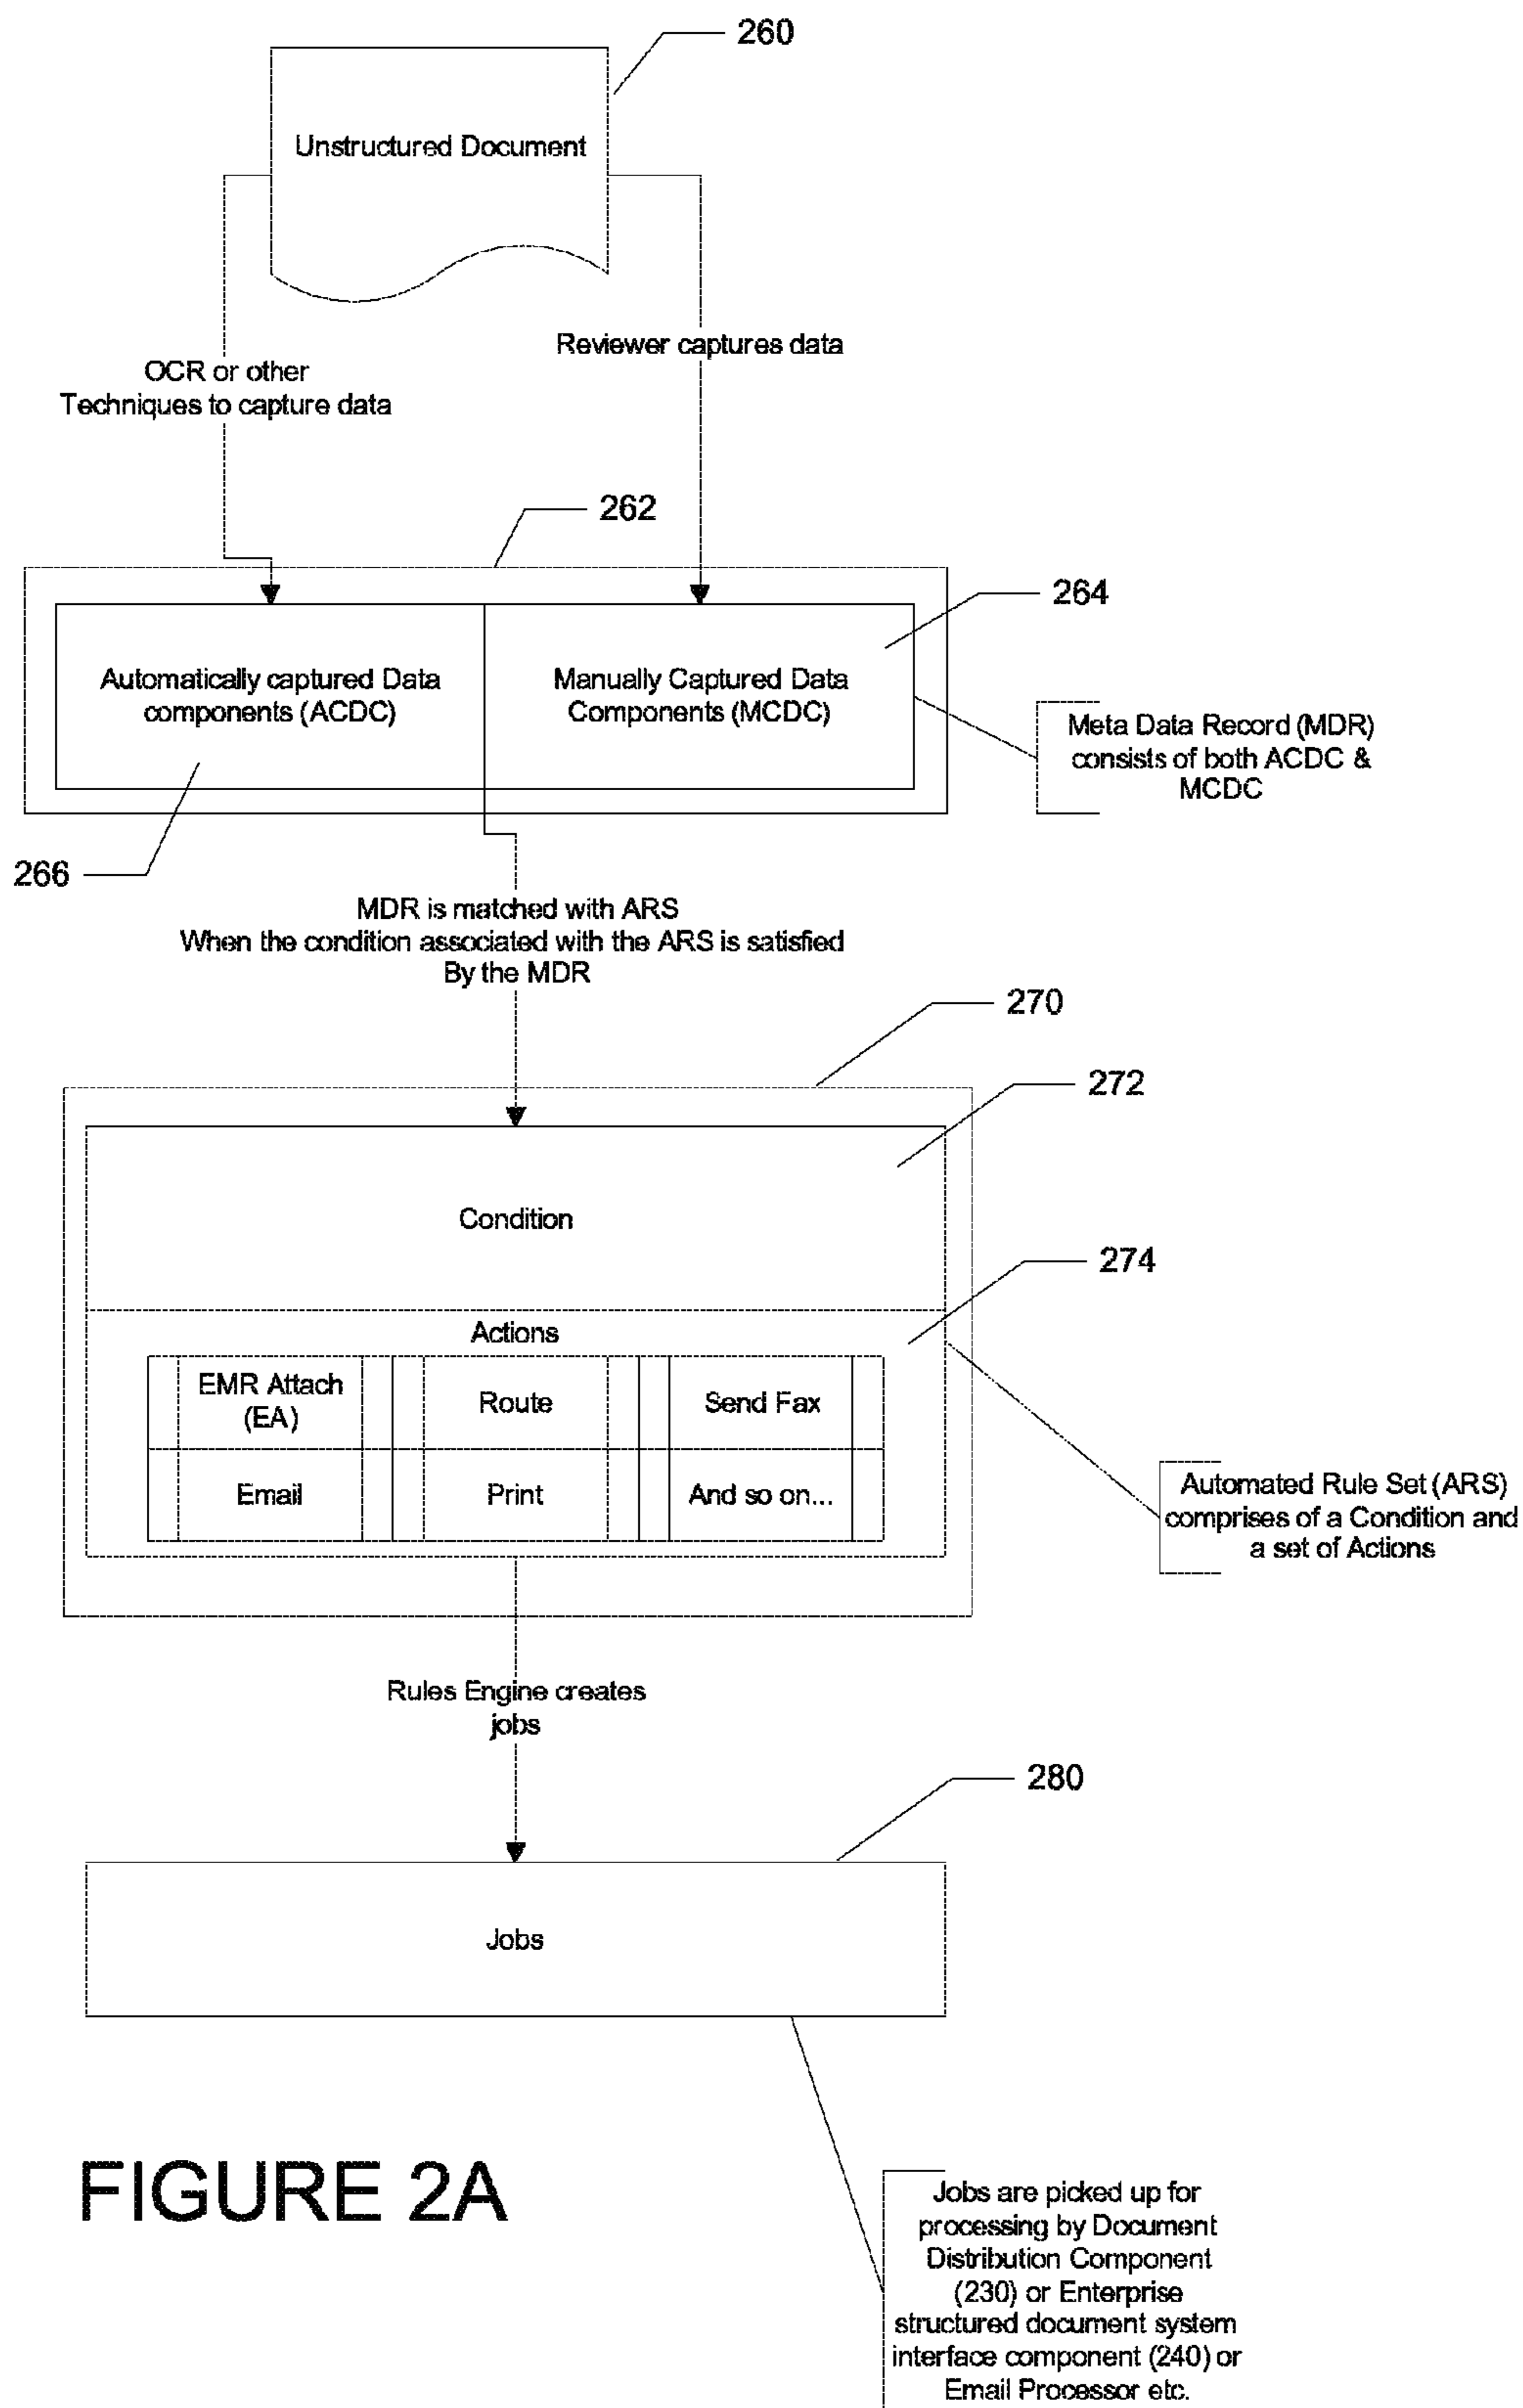 260
Unstructured Document
Reviewer captures data
OCR or other
Techniques to capture data
262
264
Automatically captured Data
components (ACDC)
Manually Captured Data
Components (MCDC)
Meta Data Record (MDR)
consists of both ACDC &
MCDC
266
MDR is matched with ARS
When the condition associated with the ARS is satisfied
By the MDR
270
272
Condition
274
Actions
EMR Attach
(EA)
Route
Send Fax
Email
Print
And so on...
Automated Rule Set (ARS)
comprises of a Condition and
a set of Actions
Rules Engine creates
jobs
280
Jobs
FIGURE 2A
Jobs are picked up for
processing by Document
Distribution Component
(230) or Enterprise
structured document system
interface component (240) or
Email Processor etc.